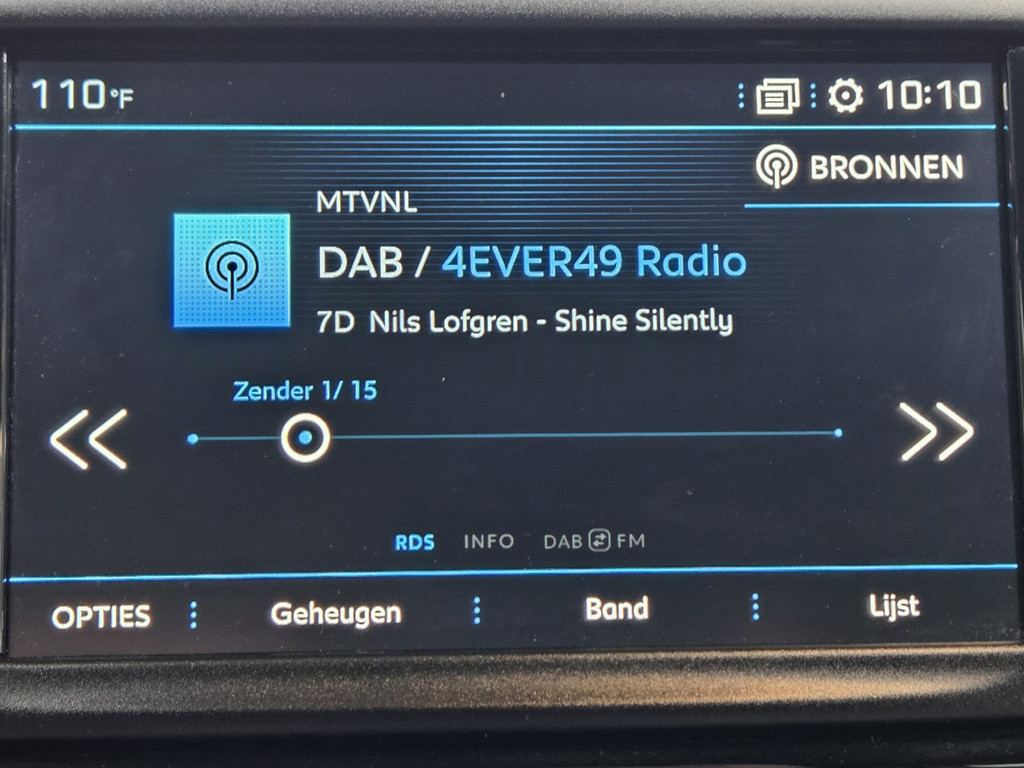 110°F
10:10
BRONNEN
MTVNL
DAB / 4EVER49 Radio
7D Nils Lofgren - Shine Silently
Zender 1/ 15
RDS INFO DAB FM
OPTIES Geheugen Band Lijst